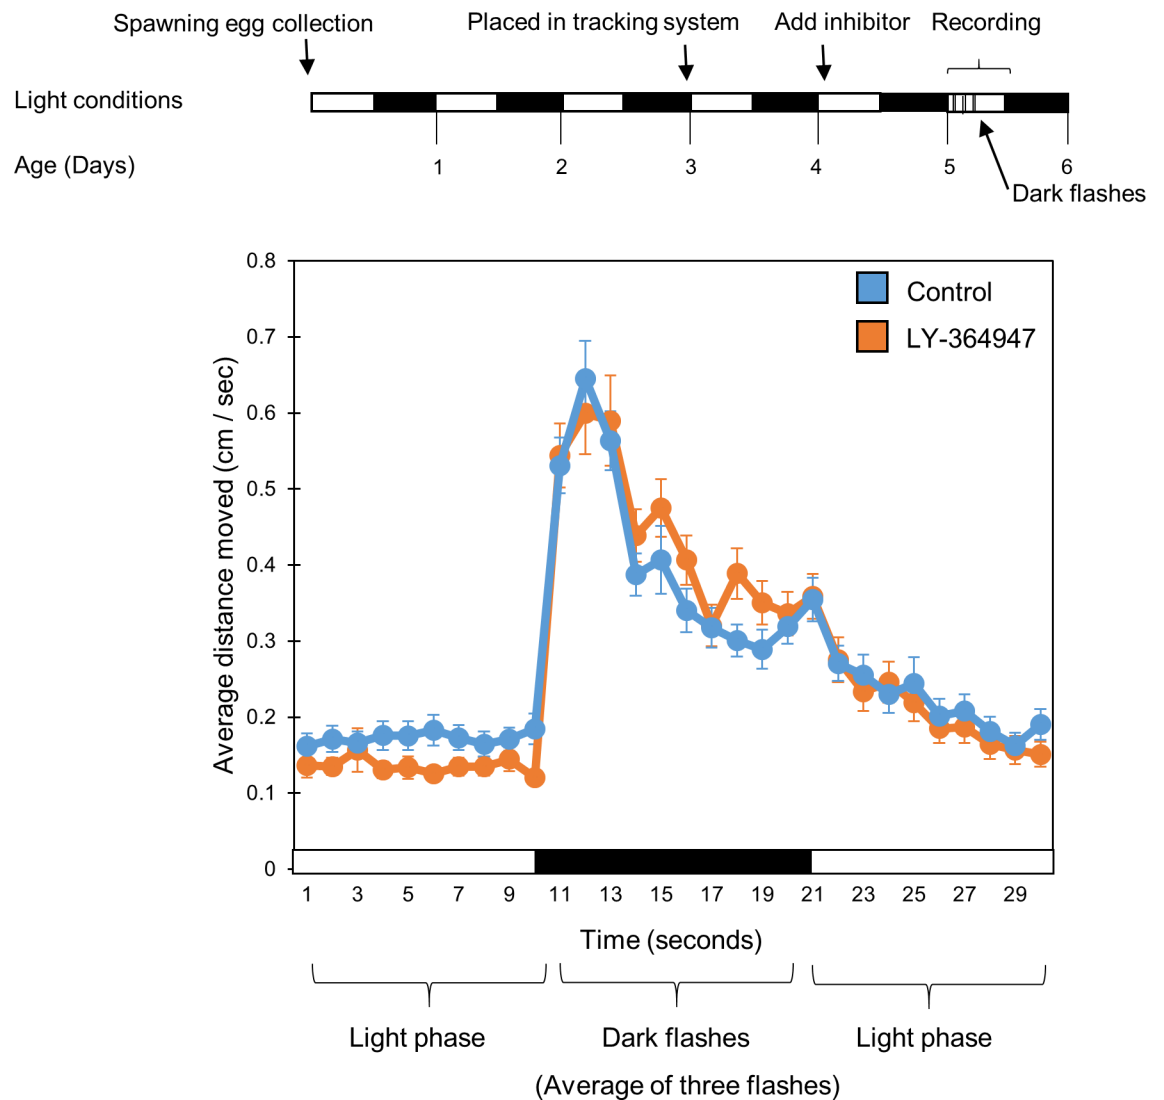 Spawning egg collection
Placed in tracking system
Add inhibitor
Recording
Light conditions
Age (Days)
1
2
3
4
5
6
Dark flashes
0.8
0.7
0.6
0.5
0.4
0.3
0.2
0.1
0
Average distance moved (cm / sec)
Control
LY-364947
1 3 5 7 9 11 13 15 17 19 21 23 25 27 29
Time (seconds)
Light phase
Dark flashes
Light phase
(Average of three flashes)